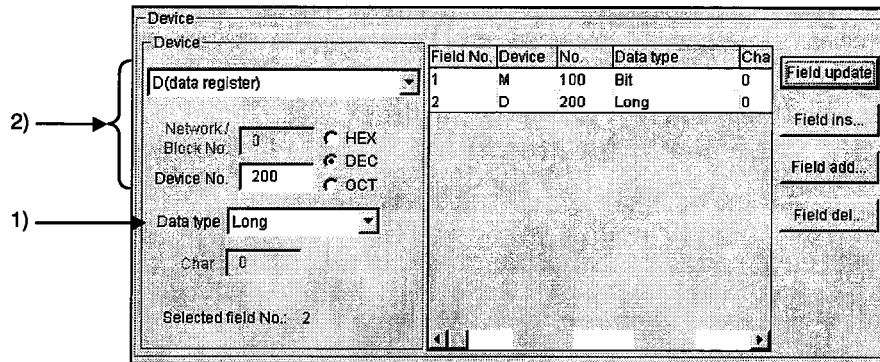 Device
Device
D(data register)
2)
Network/
Block No. 0
HEX
DEC
OCT
Device No. 200
1)
Data type Long
Char 0
Selected field No.: 2
Field No. Device No. Data type Cha
1 M 100 Bit 0
2 D 200 Long 0
Field update
Field ins...
Field add...
Field del...